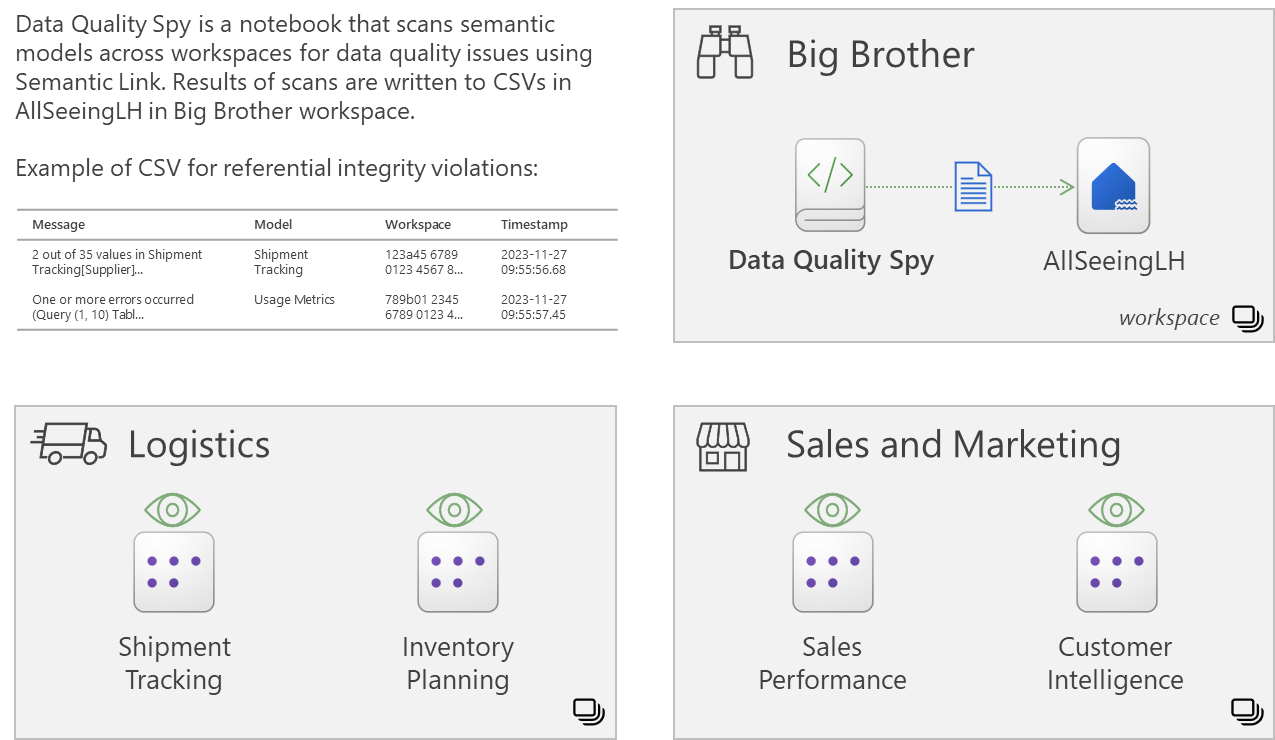 Data Quality Spy is a notebook that scans semantic
models across workspaces for data quality issues using
Semantic Link. Results of scans are written to CSVs in
AllSeeingLH in Big Brother workspace.
Example of CSV for referential integrity violations:
Message Model Workspace Timestamp
2 out of 35 values in Shipment Shipment 123a45 6789 2023-11-27
Tracking[Supplier]... Tracking 0123 4567 8... 09:55:56.68
One or more errors occurred Usage Metrics 789b01 2345 2023-11-27
(Query (1, 10) Tabl... 6789 0123 4... 09:55:57.45
Big Brother
Data Quality Spy
AllSeeingLH
workspace
Logistics
Shipment
Tracking
Inventory
Planning
Sales and Marketing
Sales
Performance
Customer
Intelligence